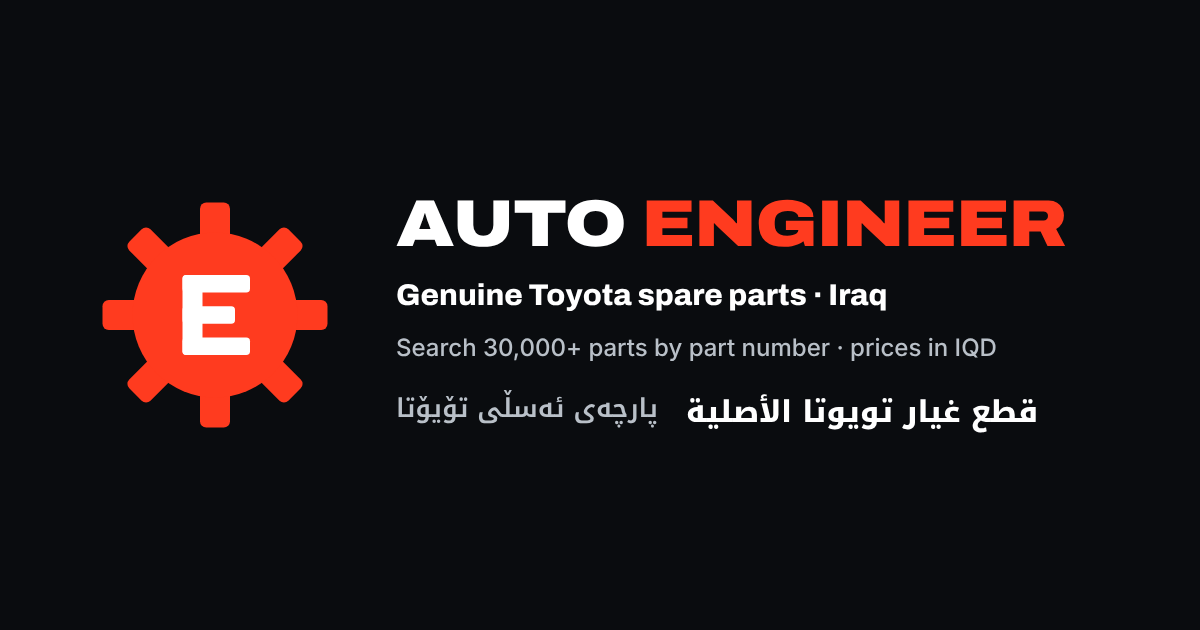 E
AUTO ENGINEER
Genuine Toyota spare parts · Iraq
Search 30,000+ parts by part number · prices in IQD
قطع غيار تويوتا الأصلية
پارچەی ئەسڵی تۆیۆتا